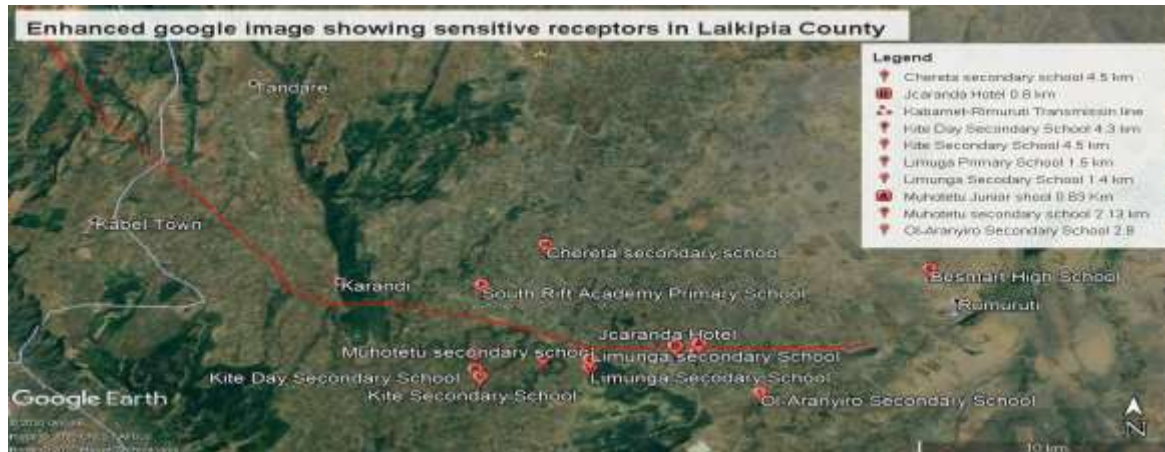 Enhanced google image showing sensitive receptors in Laikipia County
Legend
Chereta secondary school 4.5 km
Jcaranda Hotel 0.8 km
Kabarnet-Rimuruti Transmissin line
Kite Day Secondary School 4.3 km
Kite Secondary School 4.5 km
Limuga Primary School 1.5 km
Limunga Secodary School 1.4 km
Muhotetu Junior shool 0.89 Km
Muhotetu secondary school 2.13 km
Ol-Aranyiro Secondary School 2.8
Tandare
Kabel Town
Chereta secondary school
Karandi
South Rift Academy Primary School
Besmart High School
Rumuruti
Jcaranda Hotel
Muhotetu secondary school
Limunga secondary School
Kite Day Secondary School
Limunga Secodary School
Kite Secondary School
Ol-Aranyiro Secondary School
Google Earth
N
10 km